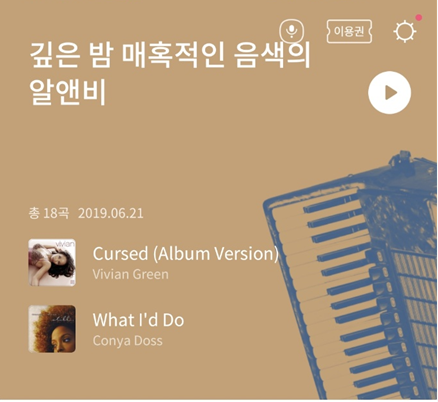 이용권
깊은 밤 매혹적인 음색의
알앤비
총 18곡 2019.06.21
Cursed (Album Version)
Vivian Green
What I'd Do
Conya Doss
vivian